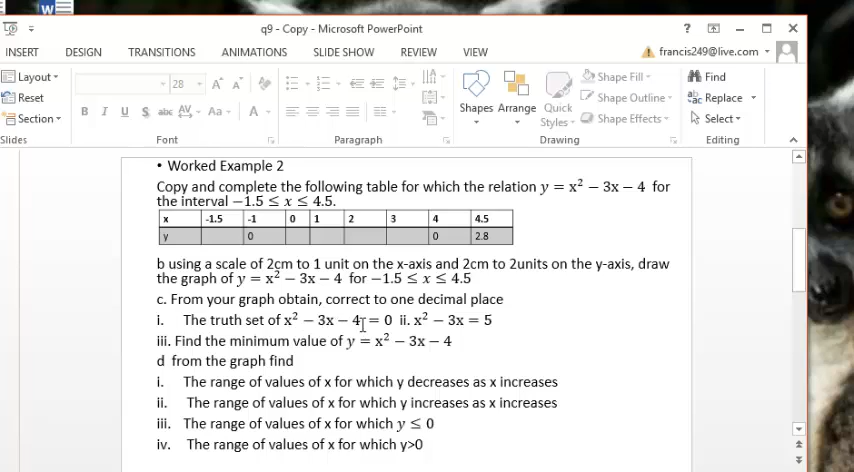 W
q9 - Copy - Microsoft PowerPoint
?
INSERT DESIGN TRANSITIONS ANIMATIONS SLIDE SHOW REVIEW VIEW
francis249@live.com
Layout
28
A A
Shape Fill
Find
Reset
Shapes Arrange Quick Styles
Shape Outline
Replace
Section
B I U S abc AV Aa A
Shape Effects
Select
Slides Font Paragraph Drawing Editing
• Worked Example 2
Copy and complete the following table for which the relation y = x² − 3x − 4 for
the interval −1.5 ≤ x ≤ 4.5.
x -1.5 -1 0 1 2 3 4 4.5
y 0 0 2.8
b using a scale of 2cm to 1 unit on the x-axis and 2cm to 2units on the y-axis, draw
the graph of y = x² − 3x − 4 for −1.5 ≤ x ≤ 4.5
c. From your graph obtain, correct to one decimal place
i. The truth set of x² − 3x − 4 = 0 ii. x² − 3x = 5
iii. Find the minimum value of y = x² − 3x − 4
d from the graph find
i. The range of values of x for which y decreases as x increases
ii. The range of values of x for which y increases as x increases
iii. The range of values of x for which y ≤ 0
iv. The range of values of x for which y>0